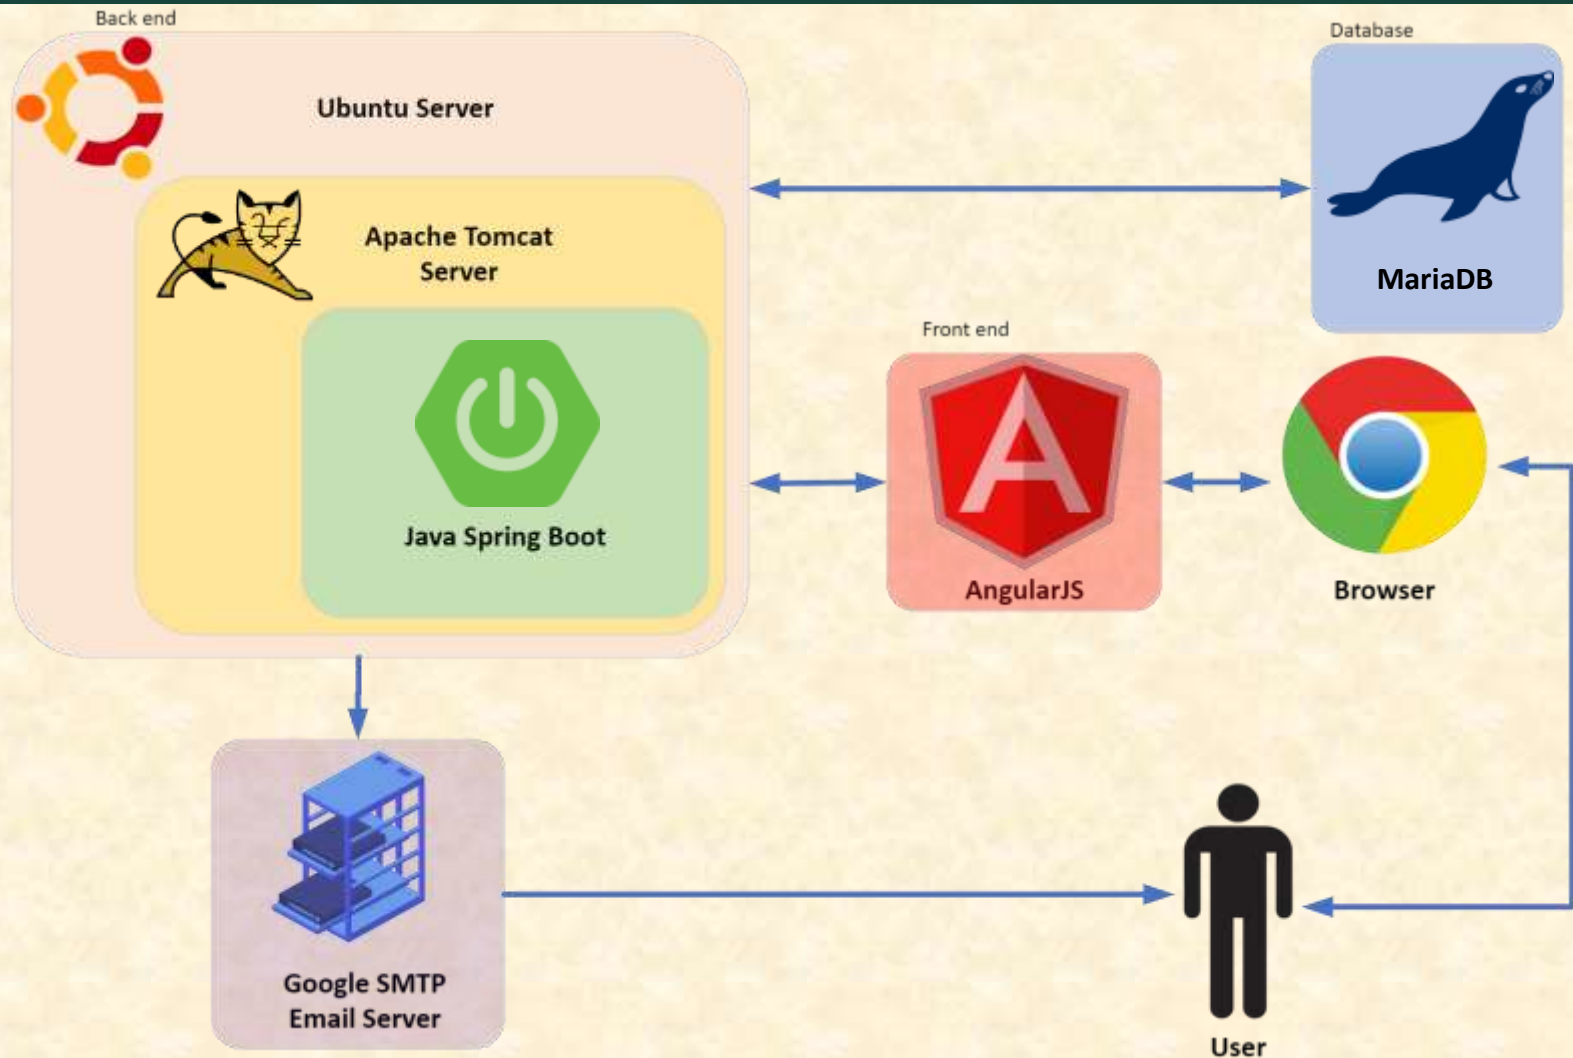 Back end
Ubuntu Server
Apache Tomcat
Server
Java Spring Boot
Database
MariaDB
Front end
AngularJS
Browser
Google SMTP
Email Server
User